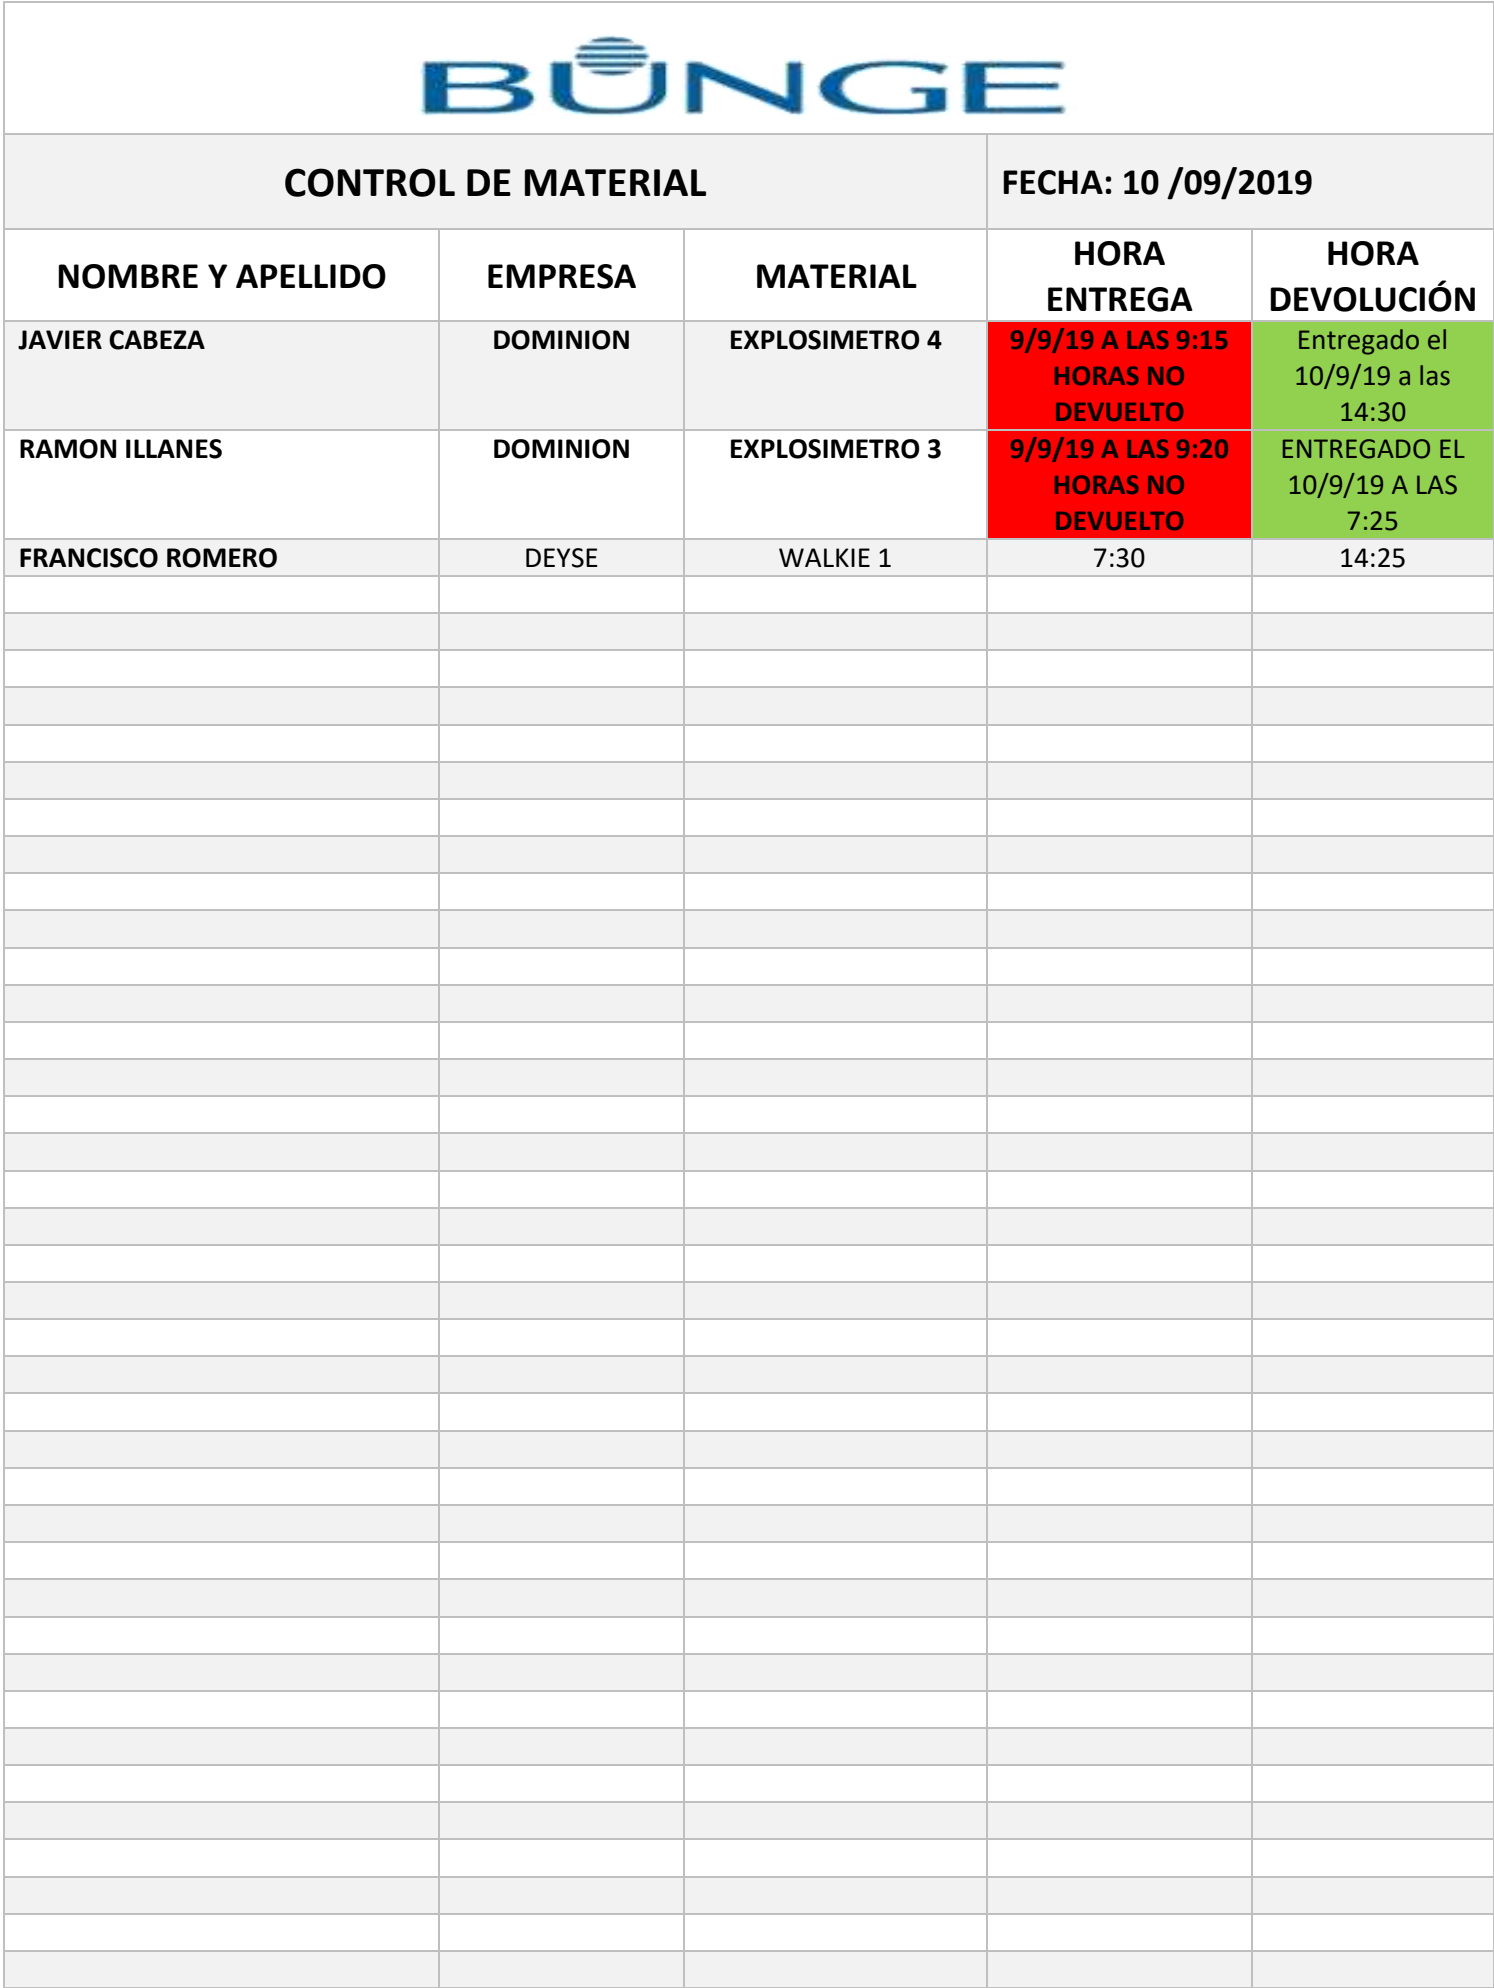 BUNGE
CONTROL DE MATERIAL
FECHA: 10 /09/2019
NOMBRE Y APELLIDO
EMPRESA
MATERIAL
HORA
ENTREGA
HORA
DEVOLUCIÓN
JAVIER CABEZA
DOMINION
EXPLOSIMETRO 4
9/9/19 A LAS 9:15
HORAS NO
DEVUELTO
Entregado el
10/9/19 a las
14:30
RAMON ILLANES
DOMINION
EXPLOSIMETRO 3
9/9/19 A LAS 9:20
HORAS NO
DEVUELTO
ENTREGADO EL
10/9/19 A LAS
7:25
FRANCISCO ROMERO
DEYSE
WALKIE 1
7:30
14:25